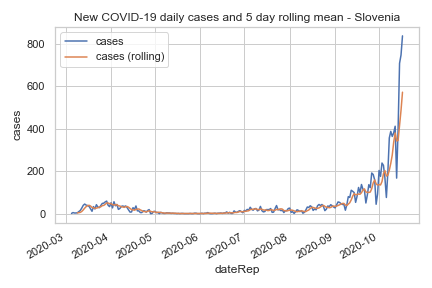 New COVID-19 daily cases and 5 day rolling mean - Slovenia
cases
cases (rolling)
800
600
400
200
0
cases
2020-03
2020-04
2020-05
2020-06
2020-07
2020-08
2020-09
2020-10
dateRep